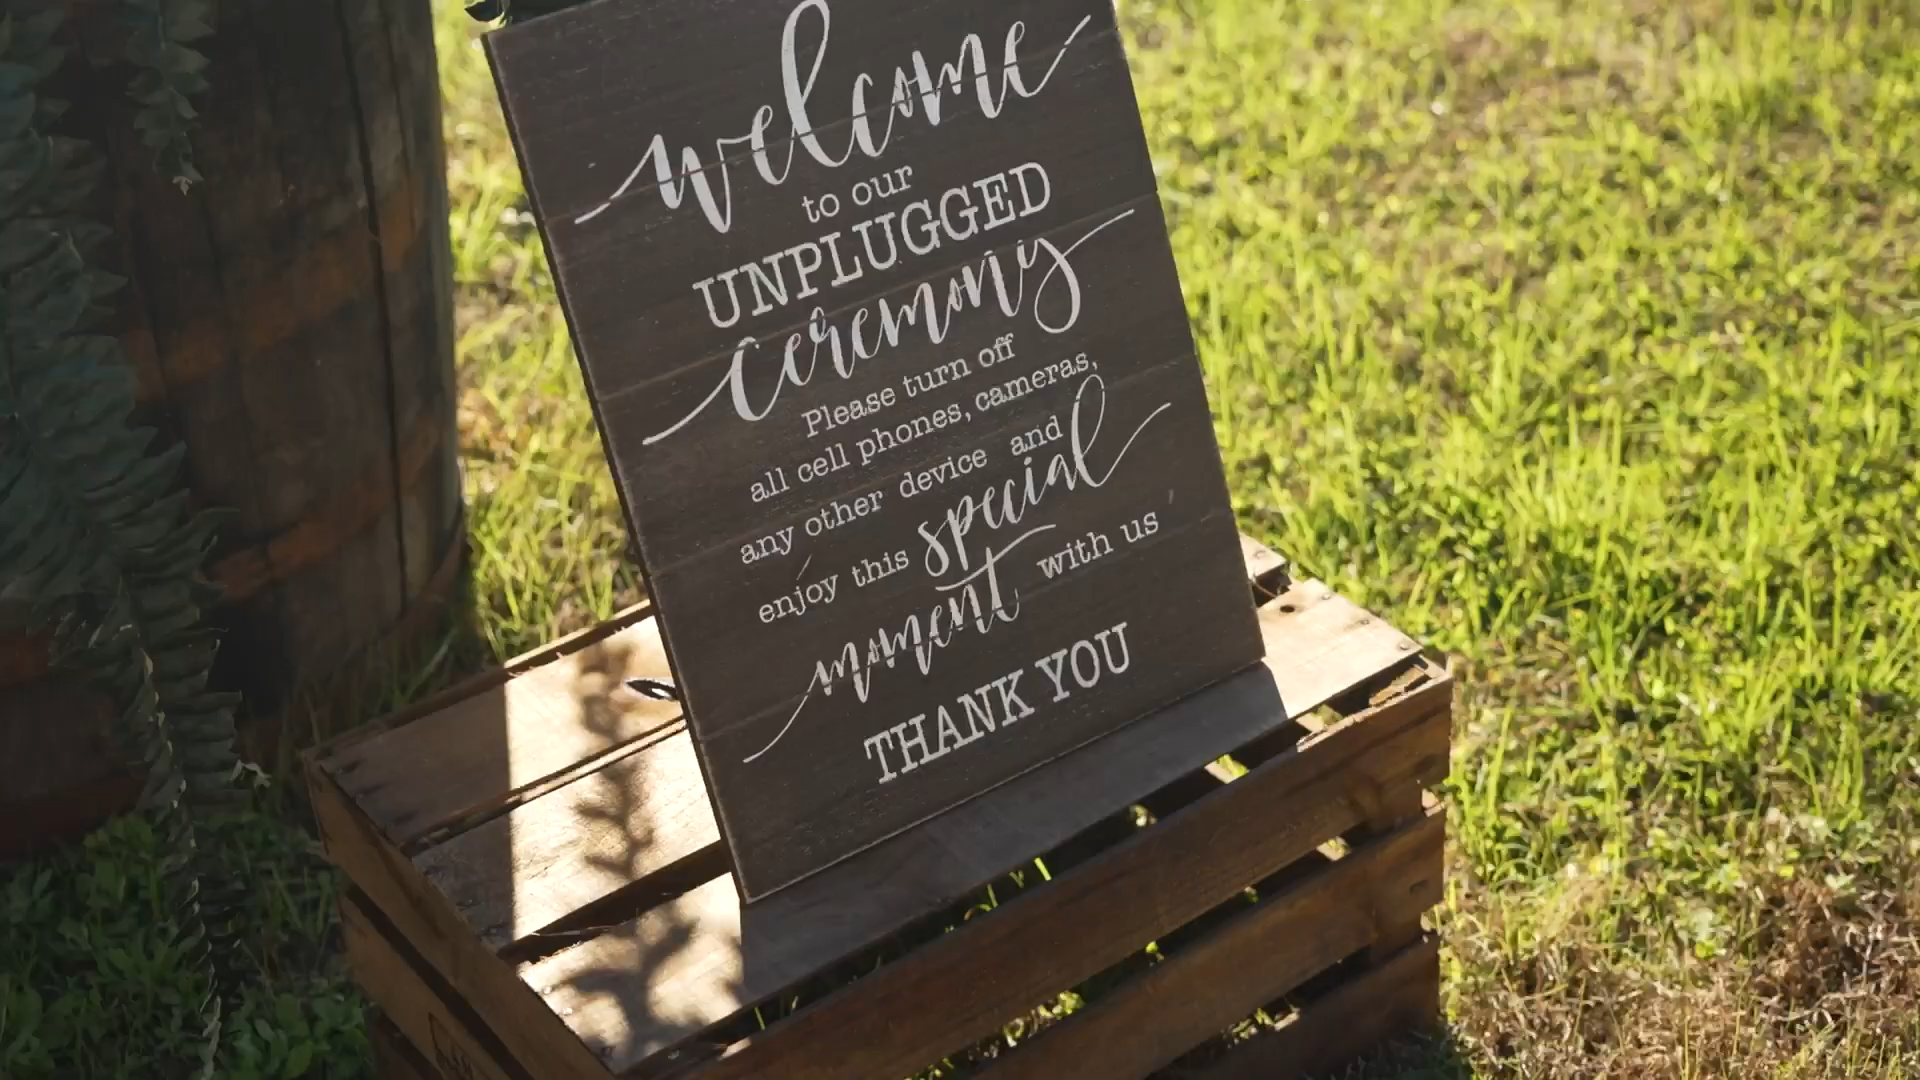 welcome
to our
UNPLUGGED
ceremony
Please turn off
all cell phones, cameras,
any other device and
enjoy this special
moment with us
THANK YOU